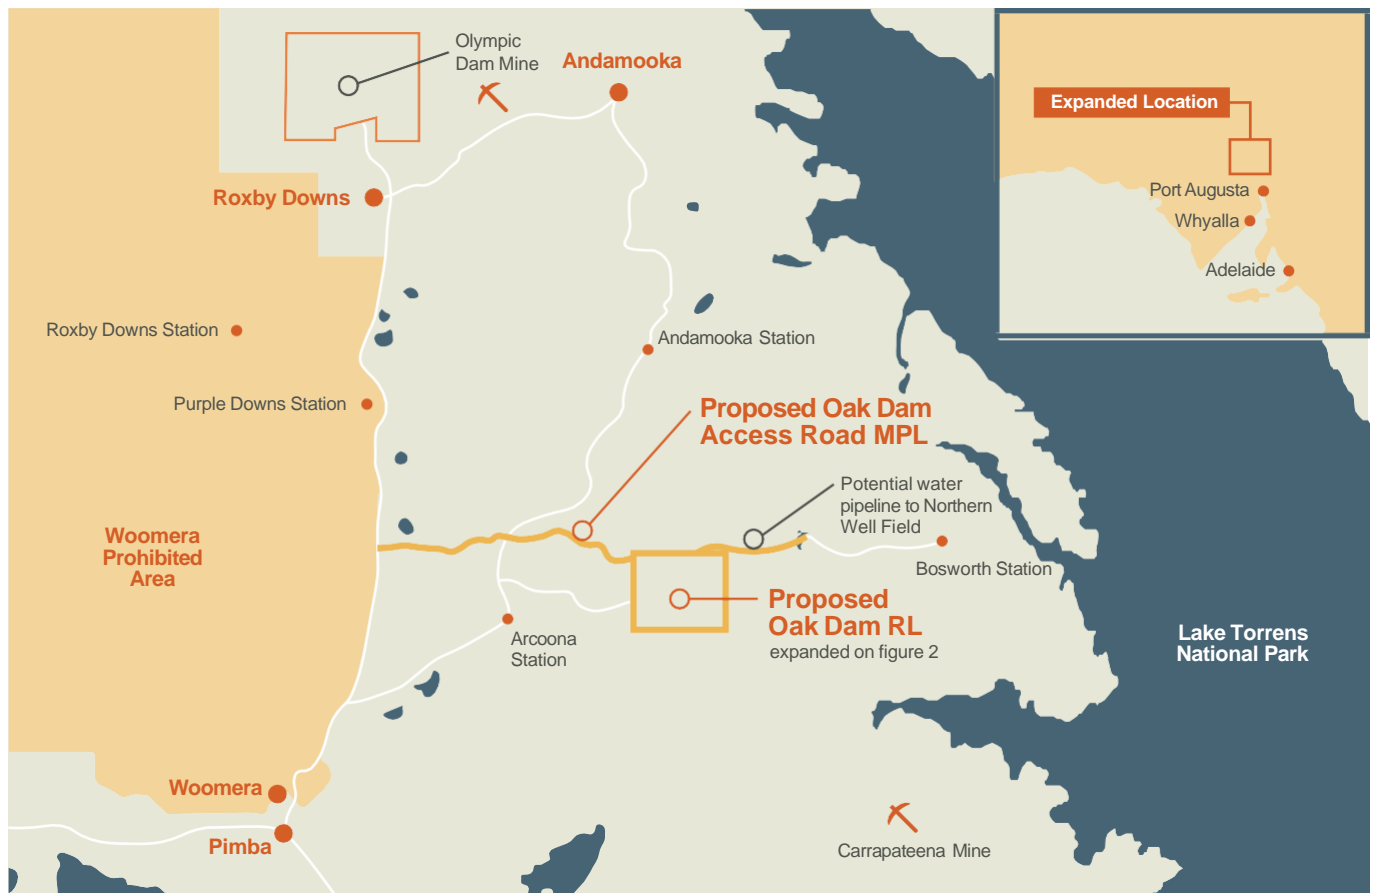 Olympic
Dam Mine
Andamooka
Expanded Location
Roxby Downs
Port Augusta
Whyalla
Adelaide
Roxby Downs Station
Andamooka Station
Purple Downs Station
Proposed Oak Dam
Access Road MPL
Potential water
pipeline to Northern
Well Field
Woomera
Prohibited
Area
Bosworth Station
Proposed
Oak Dam RL
expanded on figure 2
Arcoona
Station
Lake Torrens
National Park
Woomera
Pimba
Carrapateena Mine